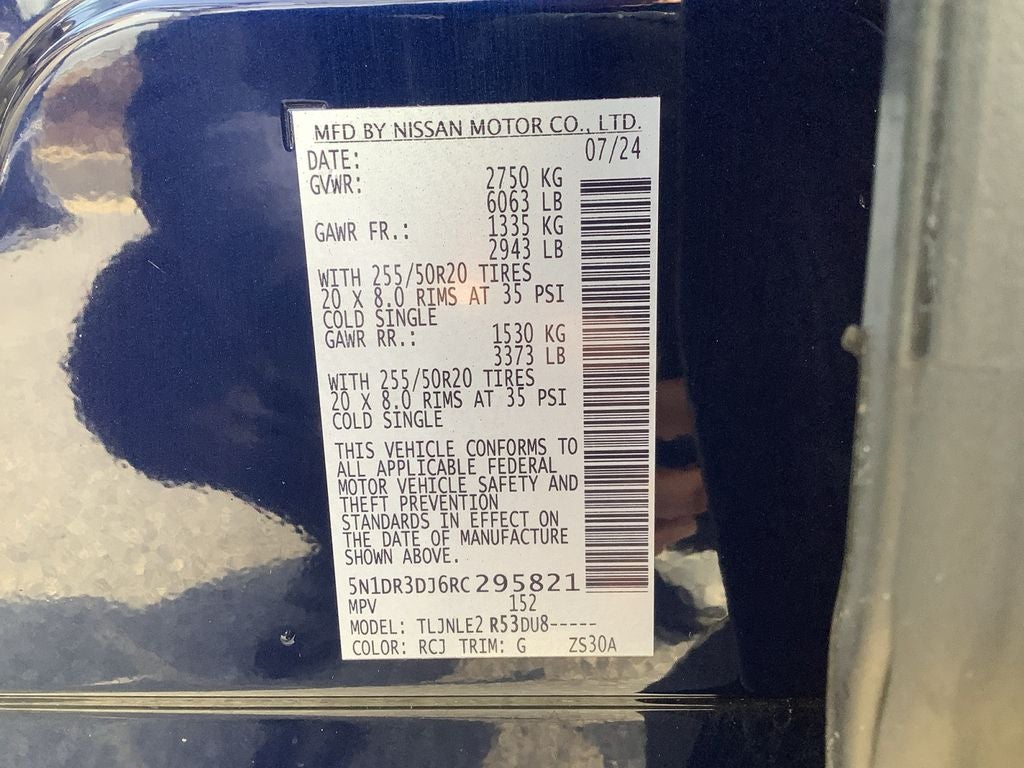 MFD BY NISSAN MOTOR CO., LTD.
DATE: 07/24
GVWR: 2750 KG
6063 LB
GAWR FR.: 1335 KG
2943 LB
WITH 255/50R20 TIRES
20 X 8.0 RIMS AT 35 PSI
COLD SINGLE
GAWR RR.: 1530 KG
3373 LB
WITH 255/50R20 TIRES
20 X 8.0 RIMS AT 35 PSI
COLD SINGLE
THIS VEHICLE CONFORMS TO
ALL APPLICABLE FEDERAL
MOTOR VEHICLE SAFETY AND
THEFT PREVENTION
STANDARDS IN EFFECT ON
THE DATE OF MANUFACTURE
SHOWN ABOVE.
5N1DR3DJ6RC295821
MPV 152
MODEL: TLJNLE2 R53DU8-----
COLOR: RCJ TRIM: G ZS30A